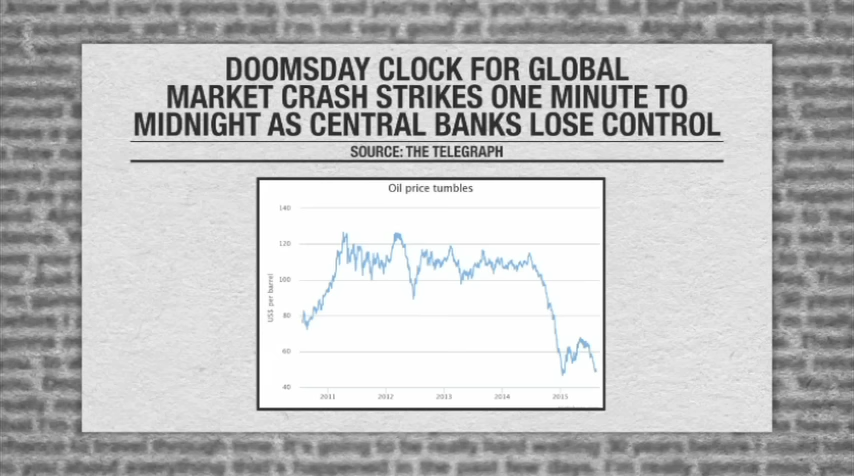 DOOMSDAY CLOCK FOR GLOBAL
MARKET CRASH STRIKES ONE MINUTE TO
MIDNIGHT AS CENTRAL BANKS LOSE CONTROL
SOURCE: THE TELEGRAPH
Oil price tumbles
140
120
100
80
60
40
US$ per barrel
2011 2012 2013 2014 2015